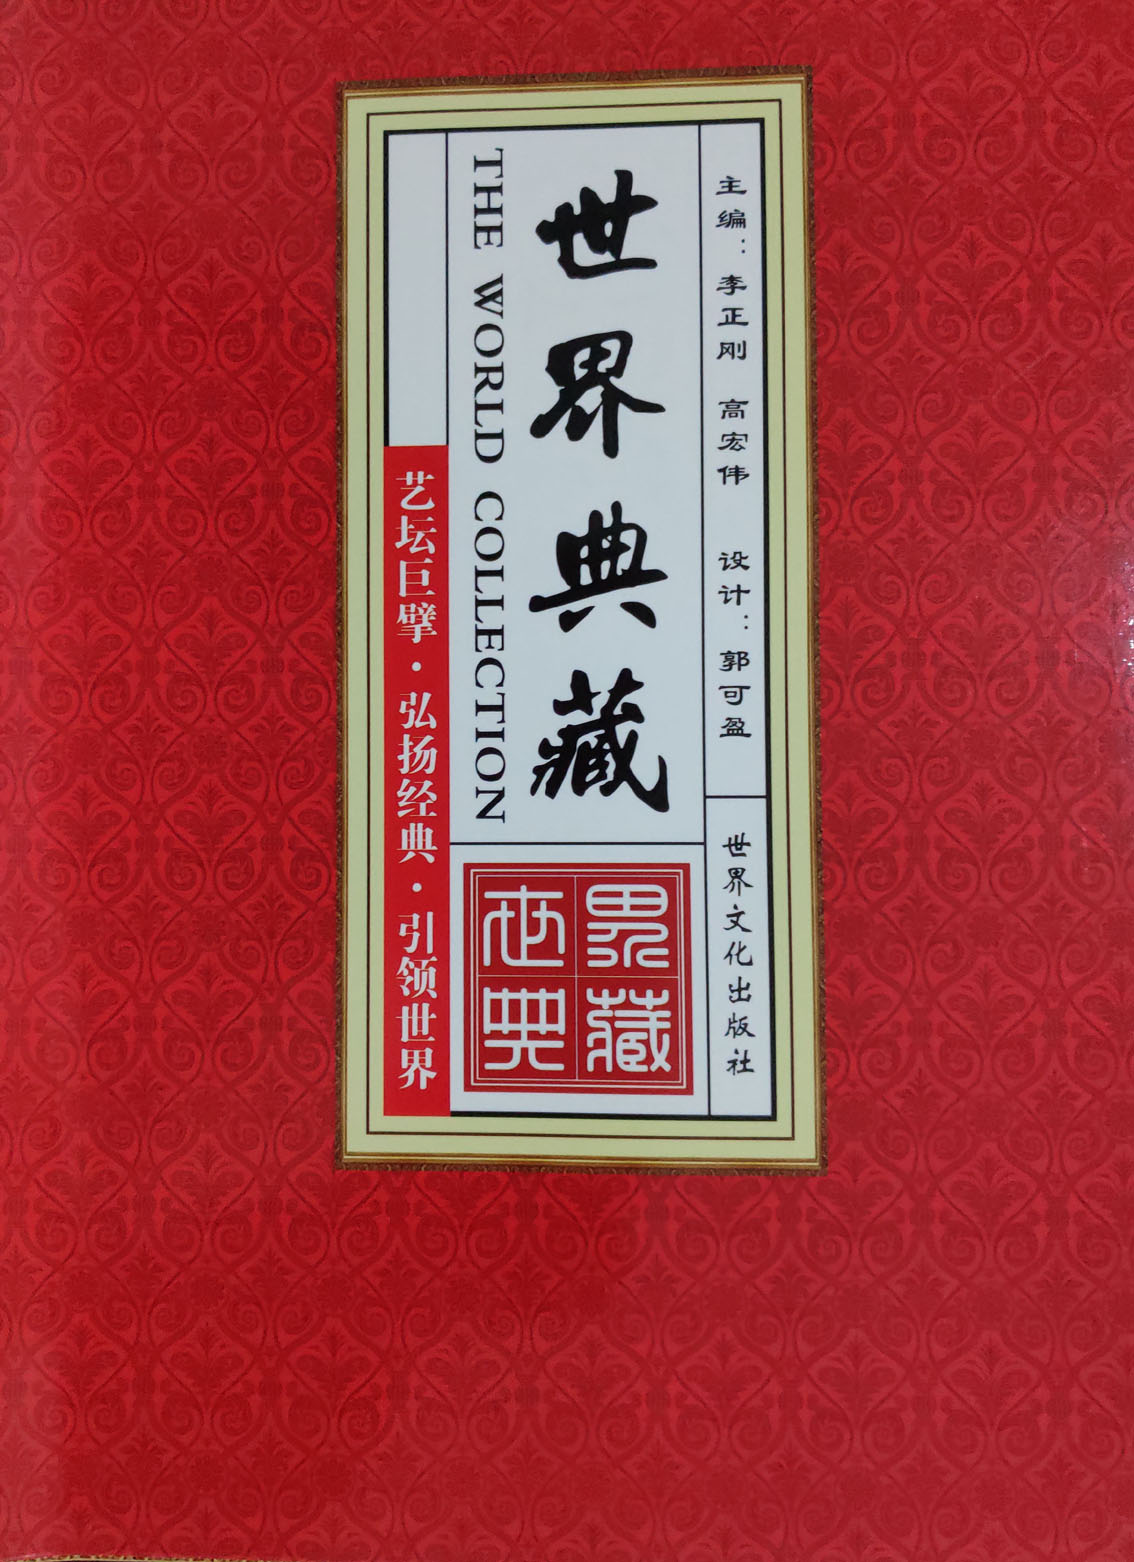 主编：李正刚　高宏伟　设计：郭可盈
世界文化出版社
世界典藏
THE WORLD COLLECTION
世界
典藏
艺坛巨擘·弘扬经典·引领世界